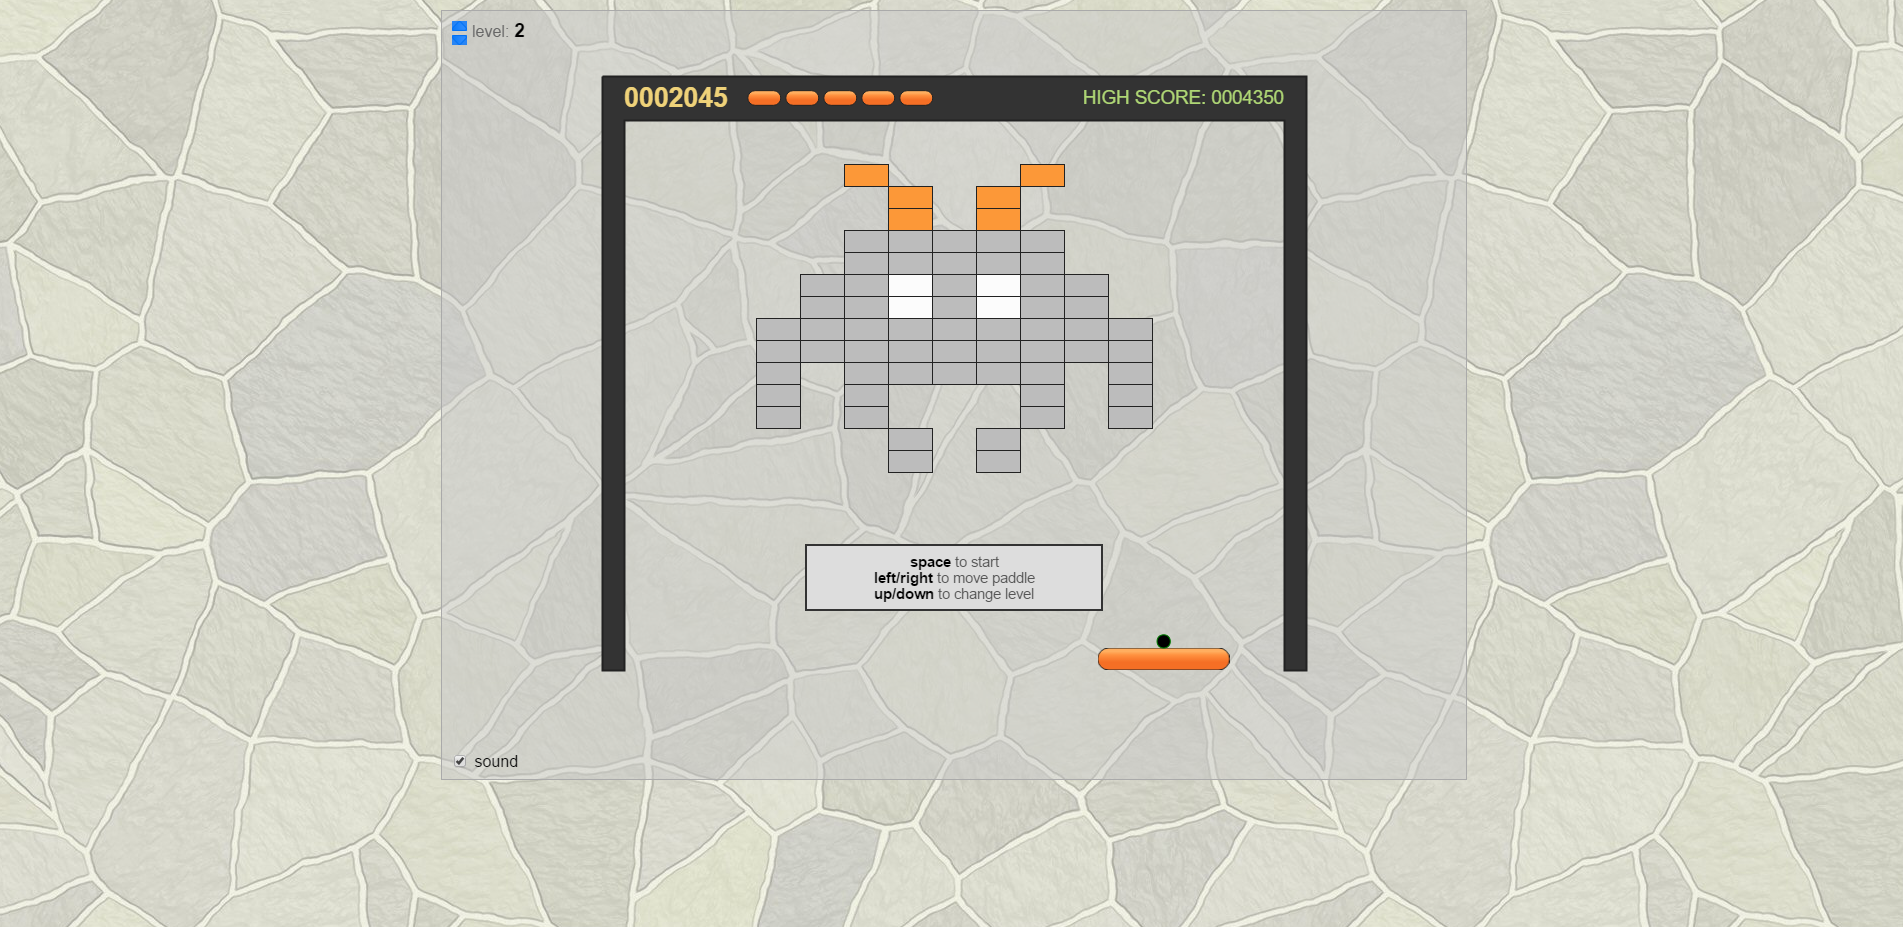 level: 2
0002045 HIGH SCORE: 0004350
space to start
left/right to move paddle
up/down to change level
sound